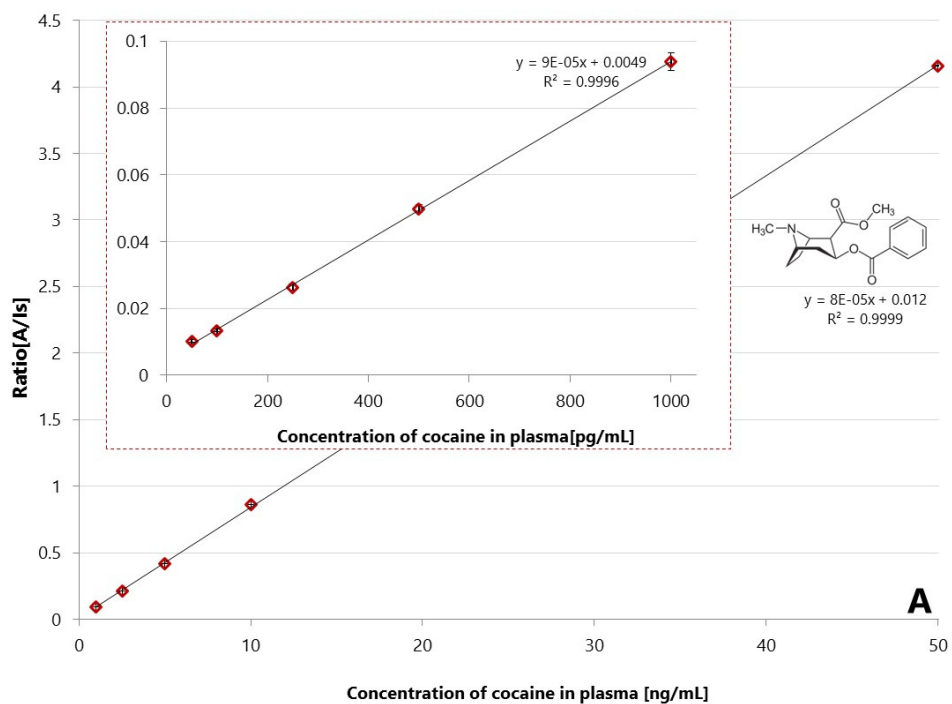 4.5
4
3.5
3
2.5
2
1.5
1
0.5
0
Ratio[A/Is]
0.1
0.08
0.06
0.04
0.02
0
y = 9E-05x + 0.0049
R² = 0.9996
0 200 400 600 800 1000
Concentration of cocaine in plasma[pg/mL]
O
CH₃
H₃C
N
O
O
O
y = 8E-05x + 0.012
R² = 0.9999
A
0 10 20 30 40 50
Concentration of cocaine in plasma [ng/mL]